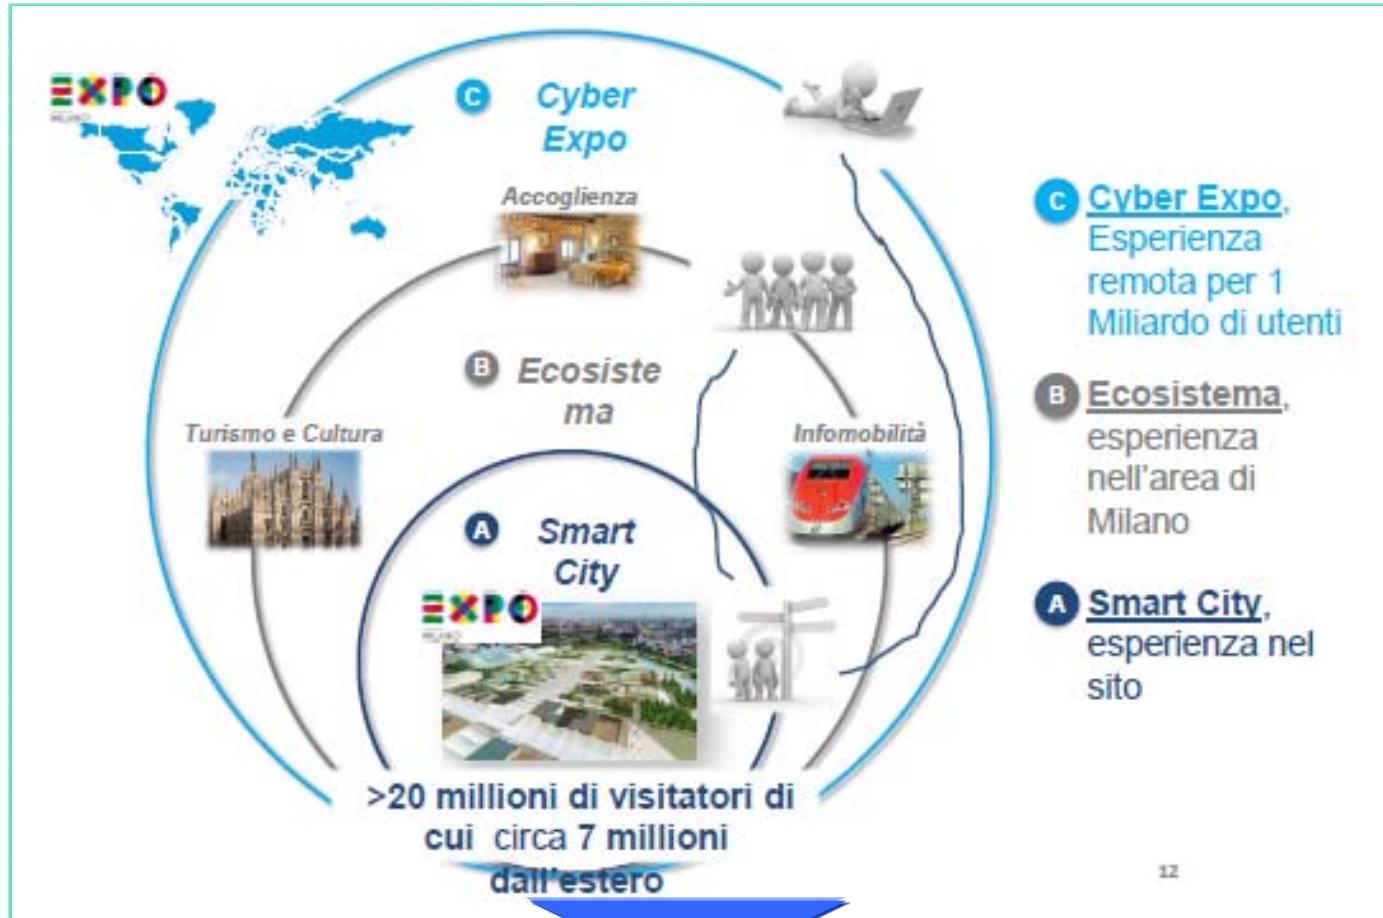 EXPO
MILANO
C Cyber
Expo
Accoglienza
B Ecosiste
ma
Turismo e Cultura
Infomobilità
A Smart
City
EXPO
MILANO
>20 millioni di visitatori di
cui circa 7 millioni
dall'estero
C Cyber Expo,
Esperienza
remota per 1
Miliardo di utenti
B Ecosistema,
esperienza
nell'area di
Milano
A Smart City,
esperienza nel
sito
12